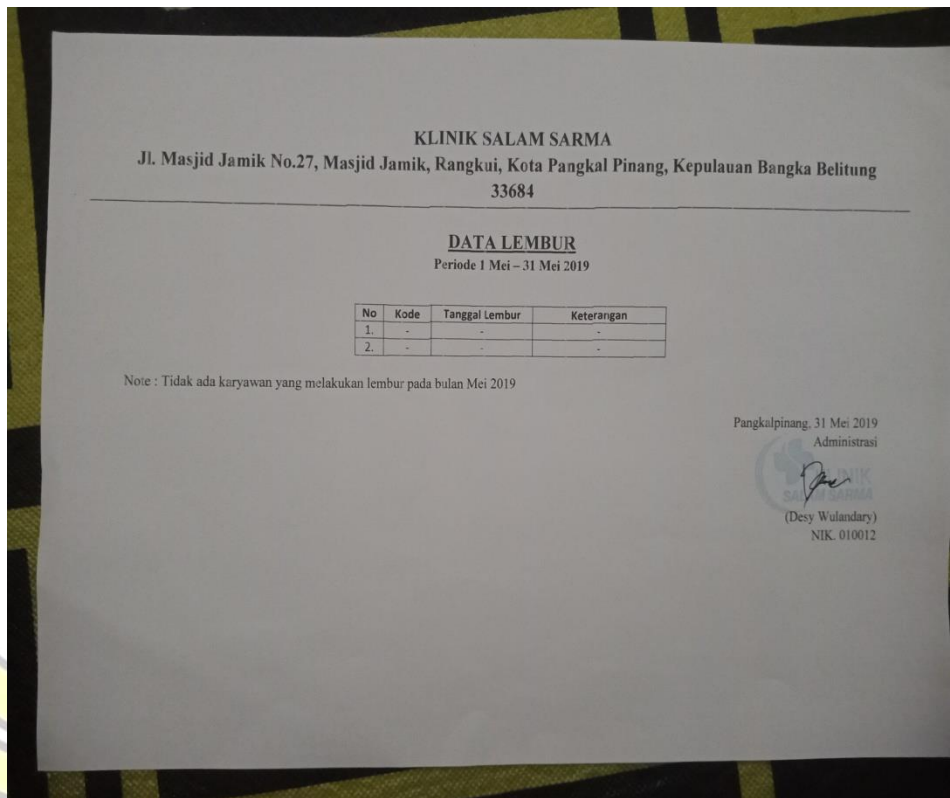 KLINIK SALAM SARMA
Jl. Masjid Jamik No.27, Masjid Jamik, Rangkui, Kota Pangkal Pinang, Kepulauan Bangka Belitung
33684
DATA LEMBUR
Periode 1 Mei – 31 Mei 2019
No Kode Tanggal Lembur Keterangan
1. - - -
2. - - -
Note : Tidak ada karyawan yang melakukan lembur pada bulan Mei 2019
Pangkalpinang, 31 Mei 2019
Administrasi
KLINIK
SALAM SARMA
(Desy Wulandary)
NIK. 010012